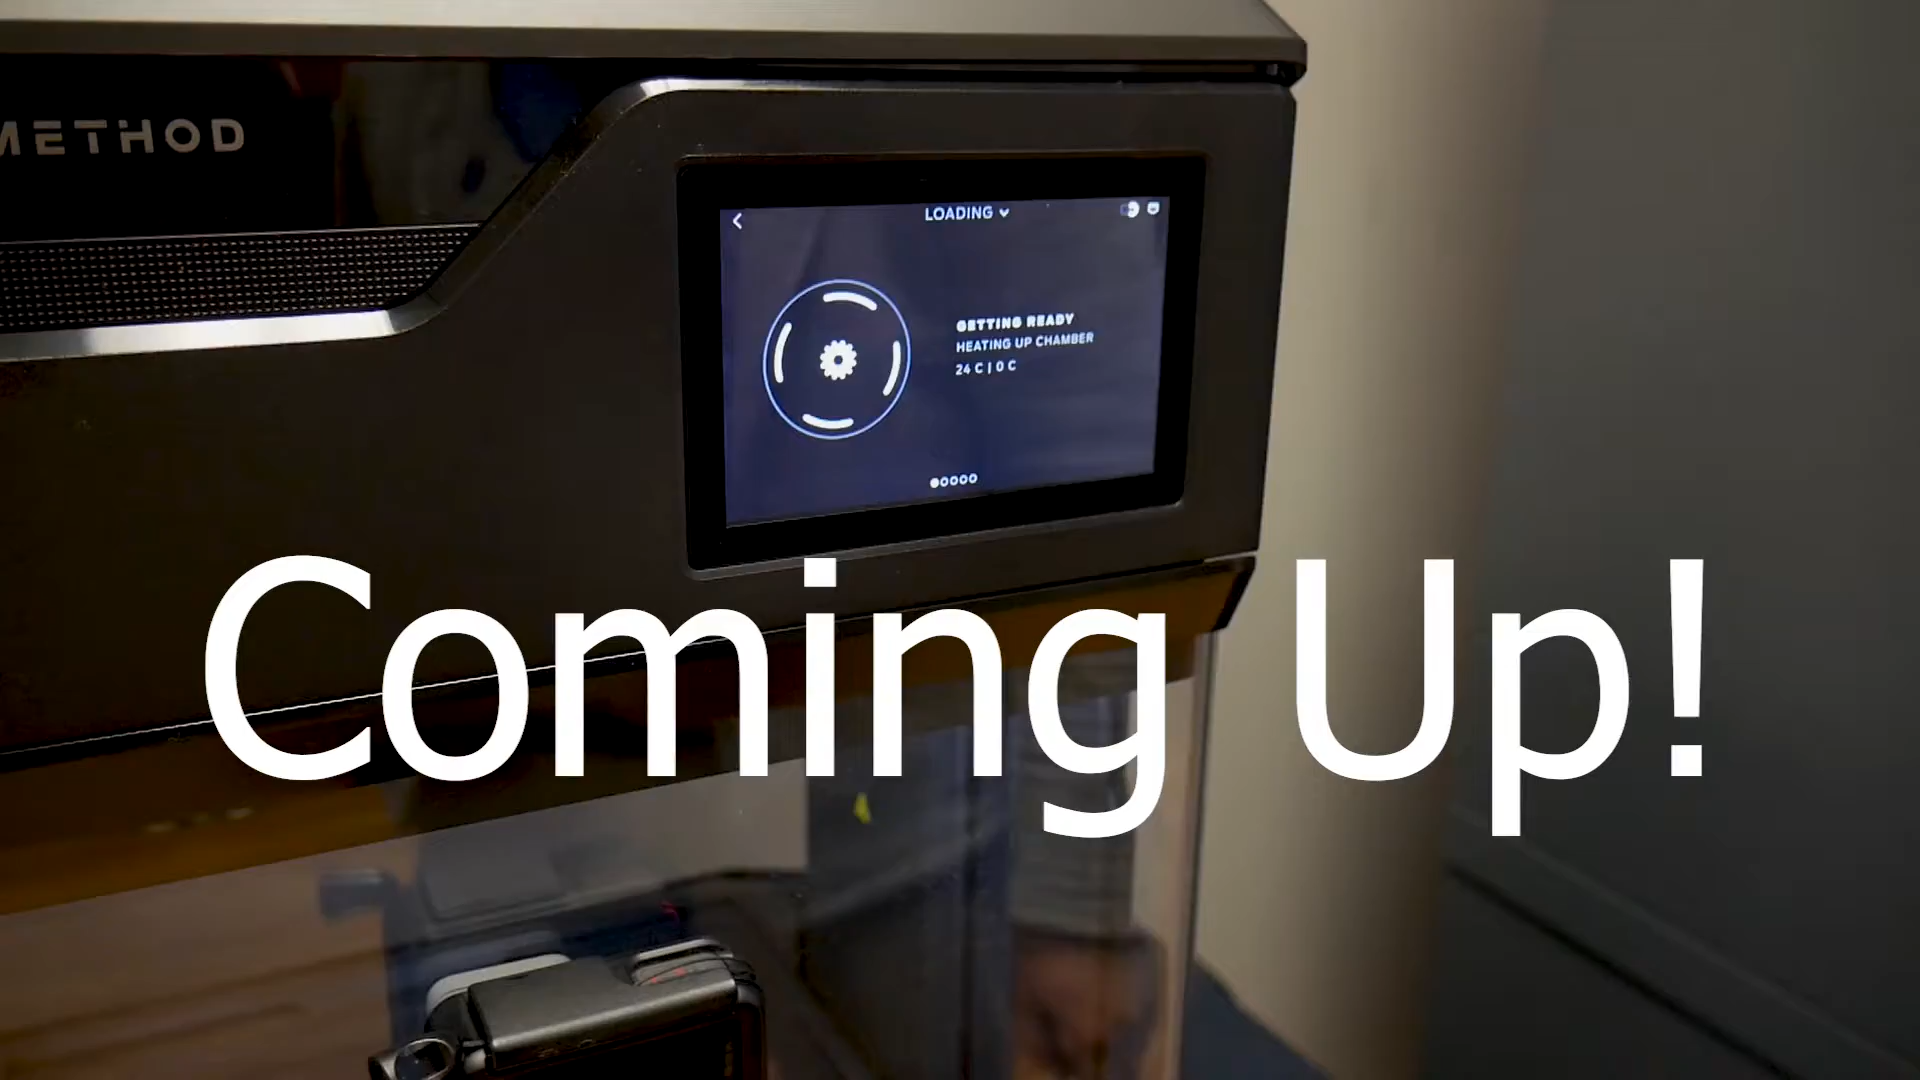 METHOD
LOADING
GETTING READY
HEATING UP CHAMBER
24 C | 0 C
Coming Up!